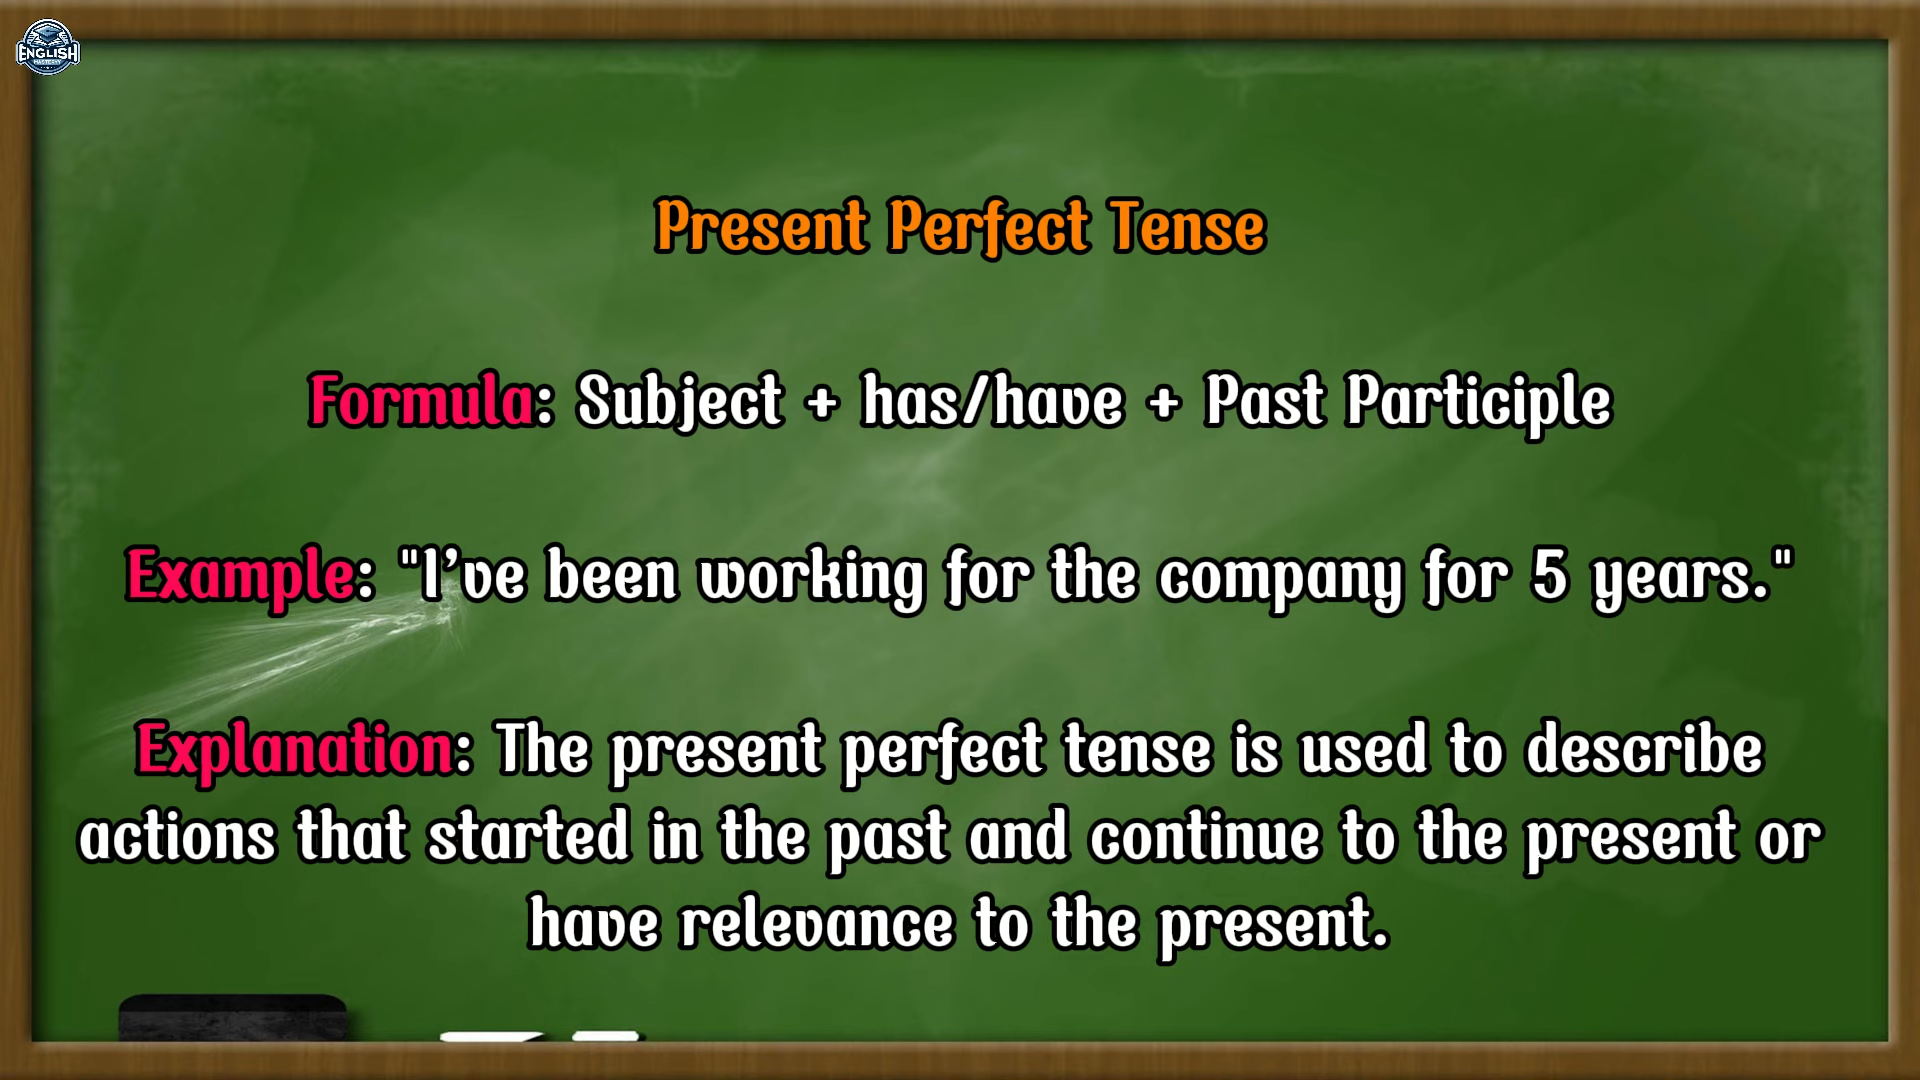 ENGLISH
MASTERY
Present Perfect Tense
Formula: Subject + has/have + Past Participle
Example: "I’ve been working for the company for 5 years."
Explanation: The present perfect tense is used to describe
actions that started in the past and continue to the present or
have relevance to the present.